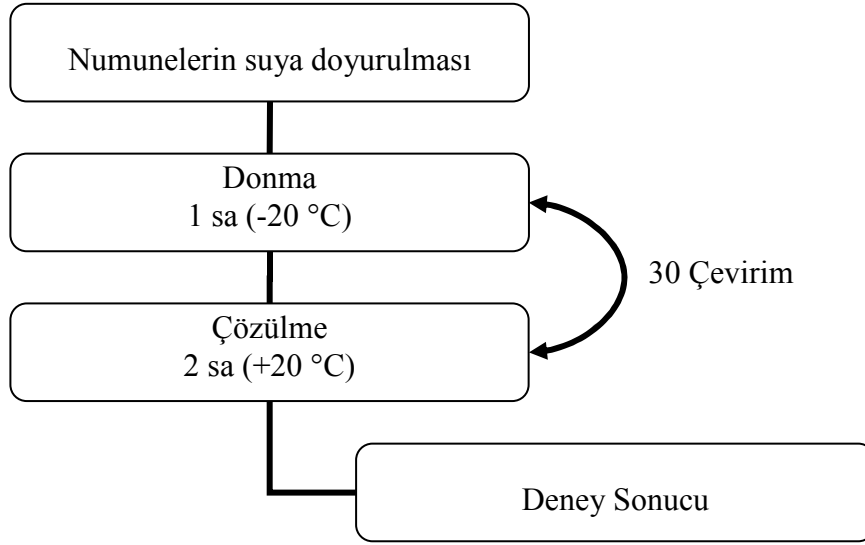 Numunelerin suya doyurulması
Donma
1 sa (-20 °C)
30 Çevirim
Çözülme
2 sa (+20 °C)
Deney Sonucu